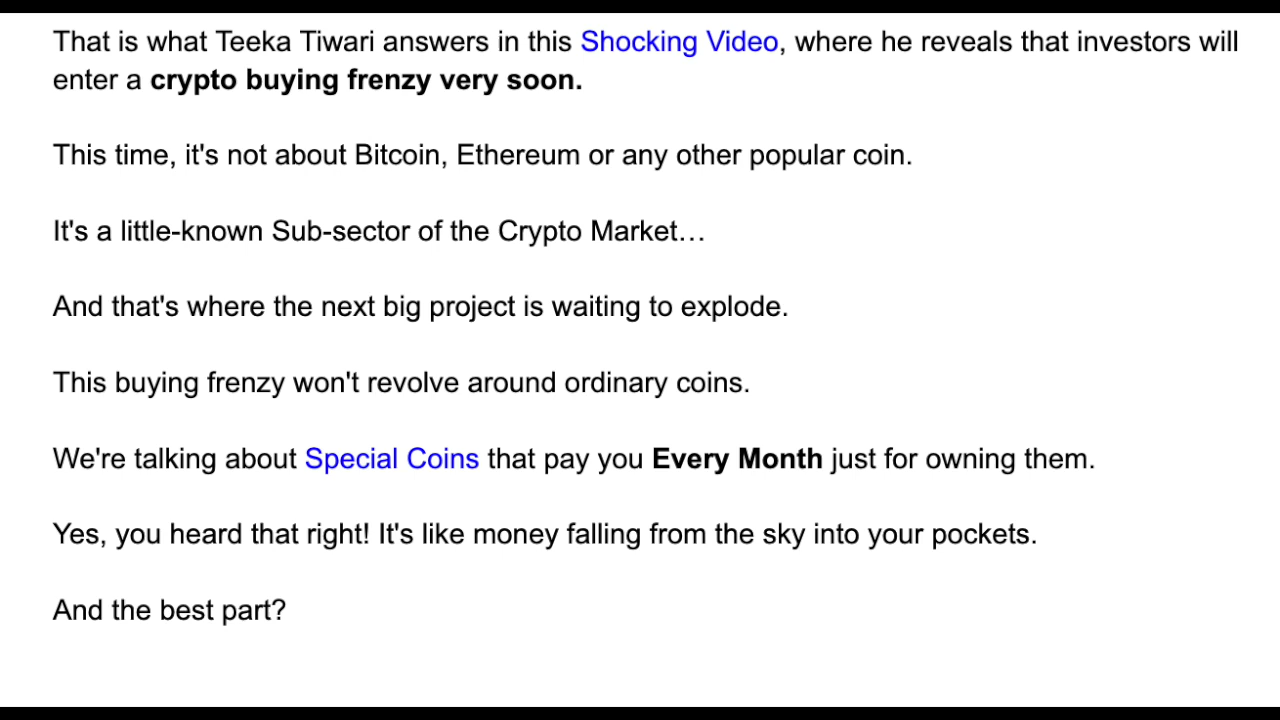 That is what Teeka Tiwari answers in this Shocking Video, where he reveals that investors will
enter a crypto buying frenzy very soon.
This time, it's not about Bitcoin, Ethereum or any other popular coin.
It's a little-known Sub-sector of the Crypto Market…
And that's where the next big project is waiting to explode.
This buying frenzy won't revolve around ordinary coins.
We're talking about Special Coins that pay you Every Month just for owning them.
Yes, you heard that right! It's like money falling from the sky into your pockets.
And the best part?